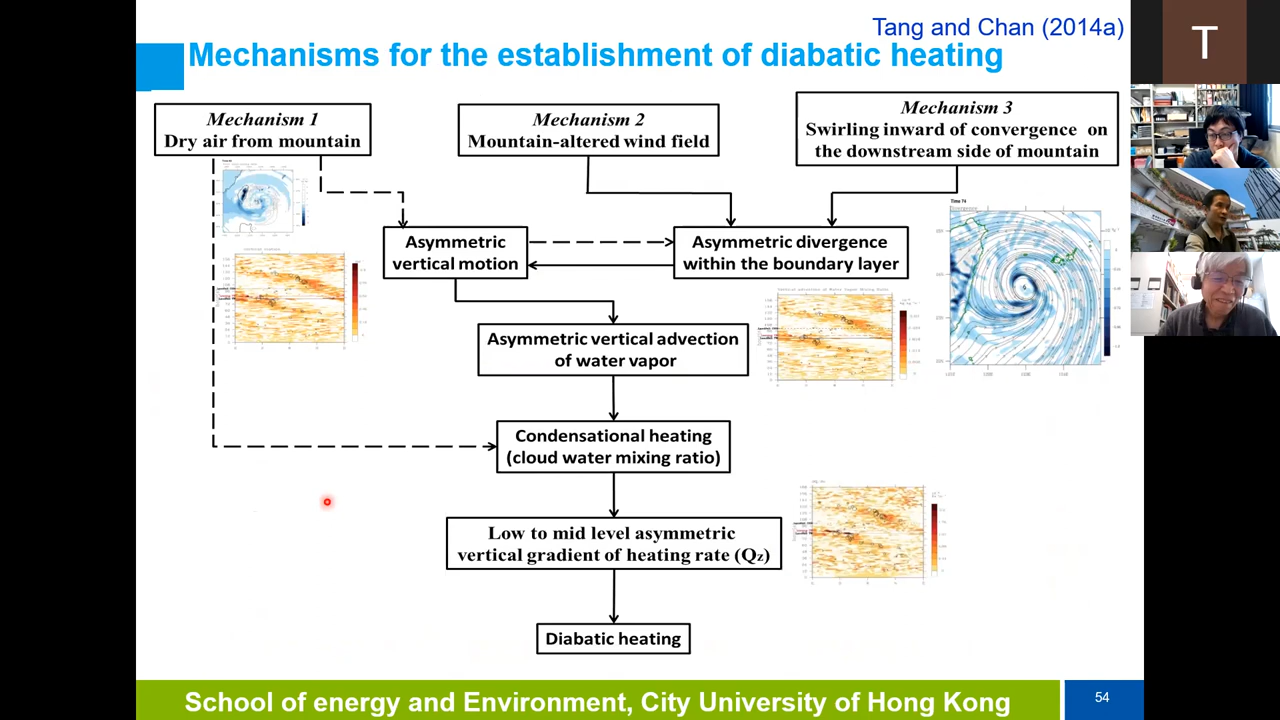 Tang and Chan (2014a)
Mechanisms for the establishment of diabatic heating
Mechanism 1
Dry air from mountain
Mechanism 2
Mountain-altered wind field
Mechanism 3
Swirling inward of convergence on
the downstream side of mountain
Asymmetric
vertical motion
Asymmetric divergence
within the boundary layer
Asymmetric vertical advection
of water vapor
Condensational heating
(cloud water mixing ratio)
Low to mid level asymmetric
vertical gradient of heating rate (Qz)
Diabatic heating
School of energy and Environment, City University of Hong Kong
54
T